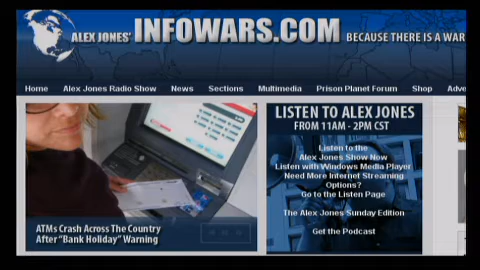 ALEX JONES' INFOWARS.COM BECAUSE THERE IS A WAR
Home Alex Jones Radio Show News Sections Multimedia Prison Planet Forum Shop Adve
LISTEN TO ALEX JONES
FROM 11AM - 2PM CST
Listen to the
Alex Jones Show Now
Listen with Windows Media Player
Need More Internet Streaming
Options?
Go to the Listen Page
The Alex Jones Sunday Edition
Get the Podcast
ATMs Crash Across The Country
After "Bank Holiday" Warning